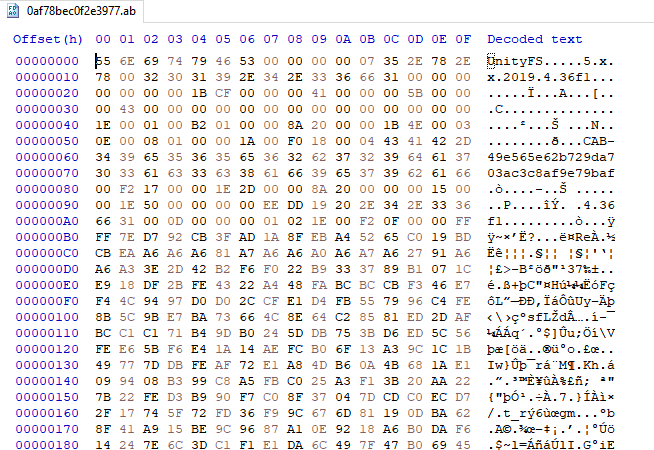 0af78bec0f2e3977.ab
Offset(h) 00 01 02 03 04 05 06 07 08 09 0A 0B 0C 0D 0E 0F Decoded text
00000000 55 6E 69 74 79 46 53 00 00 00 00 07 35 2E 78 2E UnityFS.....5.x.
00000010 78 00 32 30 31 39 2E 34 2E 33 36 66 31 00 00 00 x.2019.4.36f1...
00000020 00 00 00 00 1B CF 00 00 00 41 00 00 00 5B 00 00 .....Ï...A...[..
00000030 00 43 00 00 00 00 00 00 00 00 00 00 00 00 00 00 .C..............
00000040 1E 00 01 00 B2 01 00 00 8A 20 00 00 1B 4E 00 03 ....²...Š ...N..
00000050 0E 00 08 01 00 00 1A 00 F0 18 00 04 43 41 42 2D ........ð...CAB-
00000060 34 39 65 35 36 35 65 36 32 62 37 32 39 64 61 37 49e565e62b729da7
00000070 30 33 61 63 33 63 38 61 66 39 65 37 39 62 61 66 03ac3c8af9e79baf
00000080 00 F2 17 00 00 1E 2D 00 00 8A 20 00 00 00 15 00 .ò....-..Š .....
00000090 00 1E 50 00 00 00 00 EE DD 19 20 2E 34 2E 33 36 ..P....îÝ. .4.36
000000A0 66 31 00 00 0D 00 00 00 01 02 1E 00 F2 0F 00 00 FF f1..........ò...ÿ
000000B0 FF 7E D7 92 CB 3F AD 1A 8F EB A4 52 65 C0 19 BD ÿ~×’Ë?­..ë¤ReÀ.½
000000C0 CB EA A6 A6 A6 81 A7 A6 A6 A0 A7 A6 A6 27 91 A6 Ëê¦¦¦.§¦¦ §¦¦'‘¦
000000D0 A6 A3 3E 2D 42 B2 F6 F0 22 B9 33 37 89 B1 07 1C ¦£>-B²öð"¹37‰±..
000000E0 E9 18 DF 2B FE 43 22 A4 48 FA BC BC CB F3 46 E7 é.ß+þC"¤Hú¼¼ËóFç
000000F0 F4 4C 94 97 D0 D0 2C CF E1 D4 FB 55 79 96 C4 FE ôL”—ÐÐ,ÏáÔûUy–Äþ
00000100 8B 5C 9B E7 BA 73 66 4C 8E 64 C2 85 81 ED 2D AF ‹\›çºsfLŽdÂ….í-¯
00000110 BC C1 C1 71 B4 9D B0 24 5D DB 75 3B D6 ED 5C 56 ¼ÁÁq´.°$]Ûu;Öí\V
00000120 FE E6 5B F6 E4 1A 14 AE FC B0 6F 13 A3 9C 1C 1B þæ[öä..®ü°o.£œ..
00000130 49 77 7D DB FE AF 72 E1 A8 4D B6 0A 4B 68 1A E1 Iw}Ûþ¯rá¨M¶.Kh.á
00000140 09 94 08 B3 99 C8 A5 FB C0 25 A3 F1 3B 20 AA 22 .”.³™È¥ûÀ%£ñ; ª"
00000150 7B 22 FE D3 B9 90 F7 C0 8F 37 04 7D CD C0 EC D7 {"þÓ¹.÷À.7.}ÍÀì×
00000160 2F 17 74 5F 72 FD 36 F9 9C 67 6D 81 19 0D BA 62 /.t_rý6ùœgm...ºb
00000170 8F 41 A9 15 BE 9C 96 87 A1 0E 92 18 A6 B0 DA F6 .A©.¾œ–‡¡.’.¦°Úö
00000180 14 24 7E 6C 3D C1 F1 E1 DA 6C 49 7F 47 B0 69 45 .$~l=ÁñáÚlI.G°iE